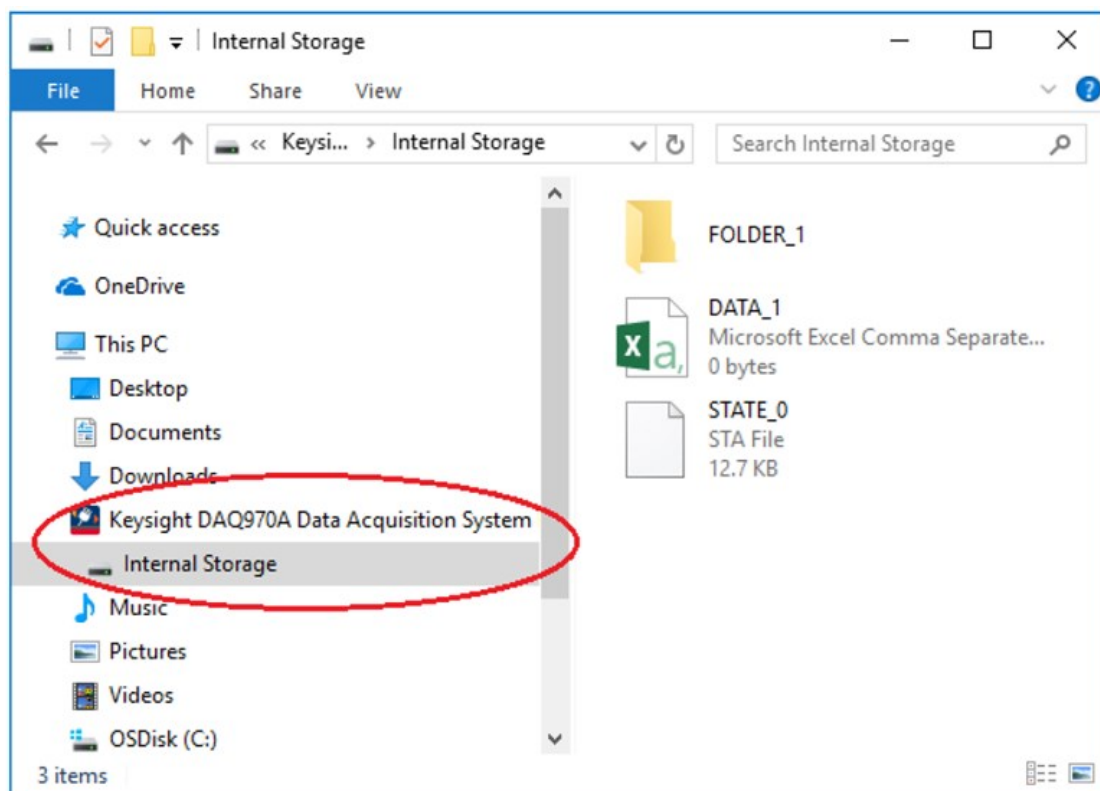 Internal Storage
File Home Share View
« Keysi... > Internal Storage
Search Internal Storage
Quick access
OneDrive
This PC
Desktop
Documents
Downloads
Keysight DAQ970A Data Acquisition System
Internal Storage
Music
Pictures
Videos
OSDisk (C:)
FOLDER_1
DATA_1
Microsoft Excel Comma Separate...
0 bytes
STATE_0
STA File
12.7 KB
3 items